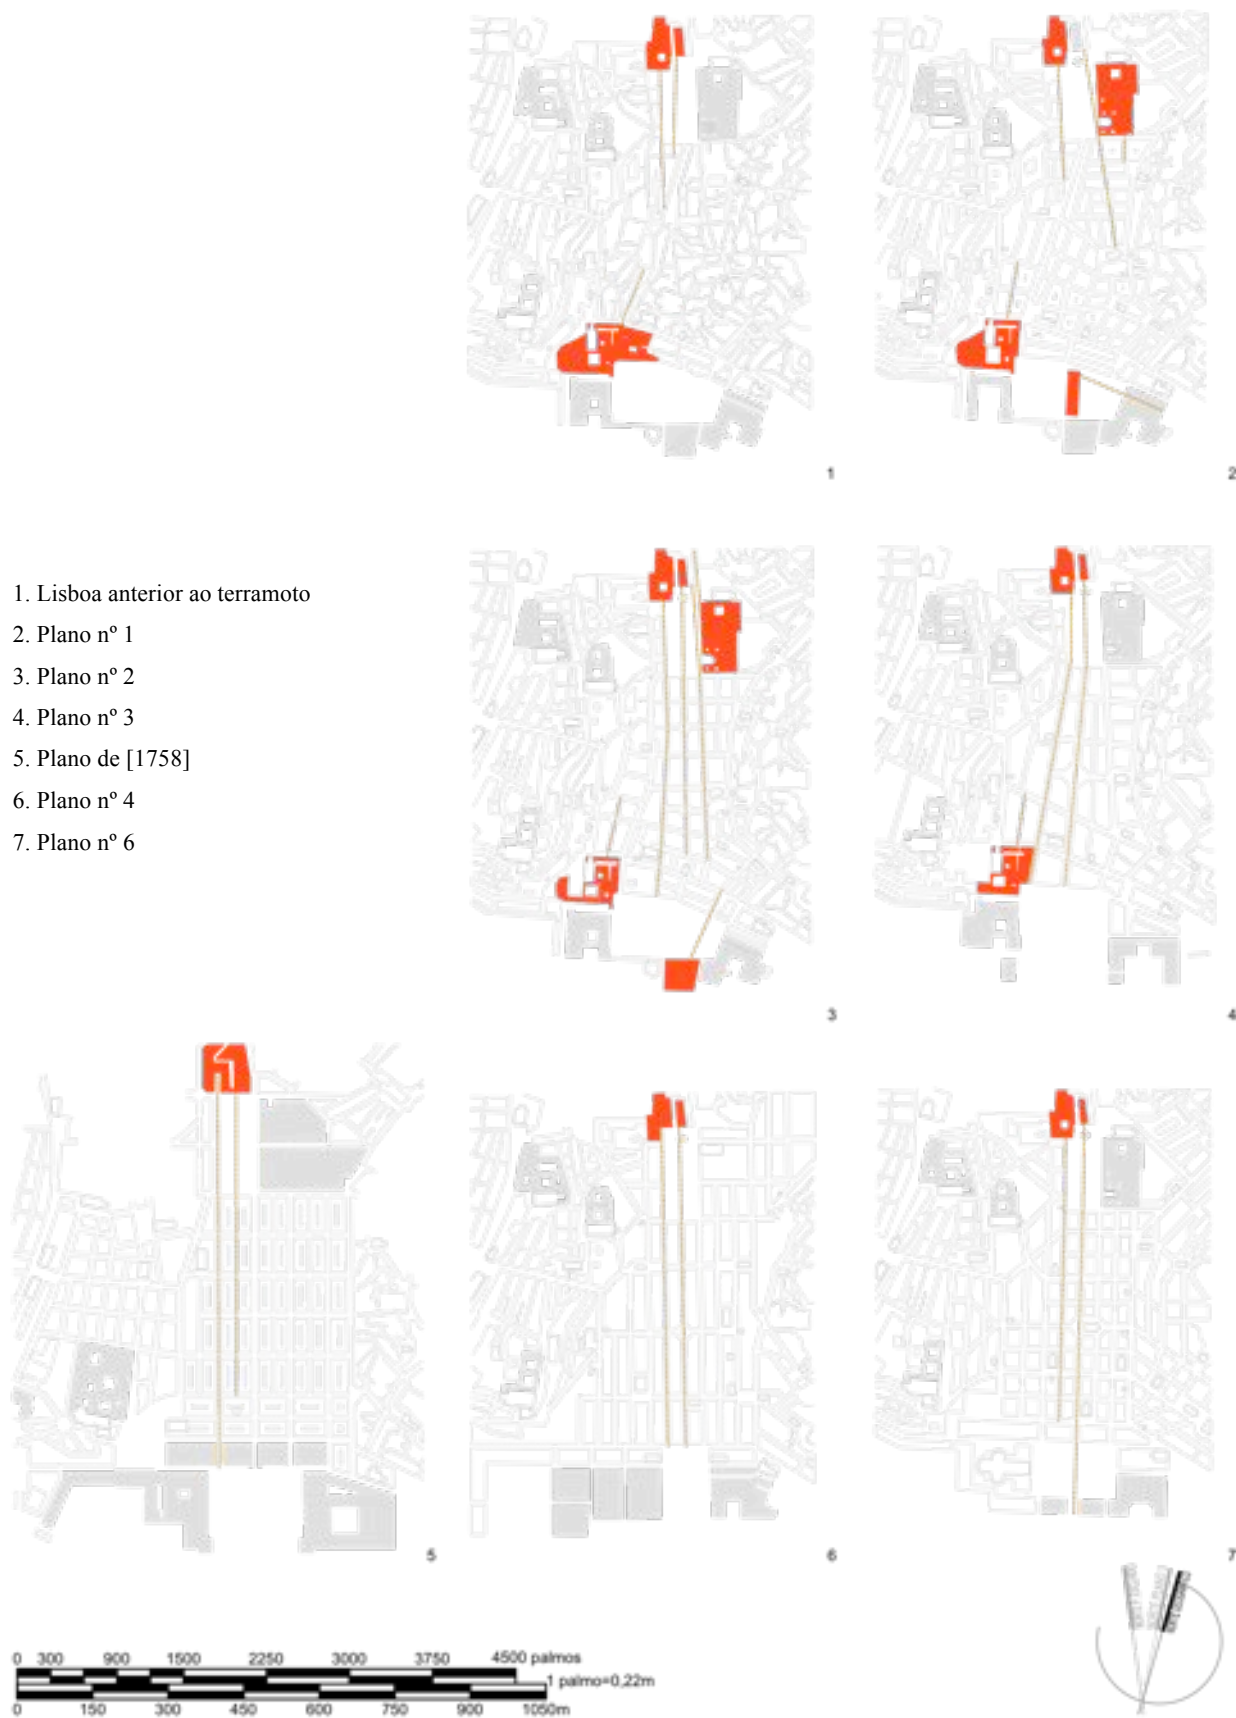 1
2
1. Lisboa anterior ao terramoto
2. Plano nº 1
3. Plano nº 2
4. Plano nº 3
5. Plano de [1758]
6. Plano nº 4
7. Plano nº 6
3
4
5
6
7
0 300 900 1500 2250 3000 3750 4500 palmos
1 palmo=0,22m
0 150 300 450 600 750 900 1050m